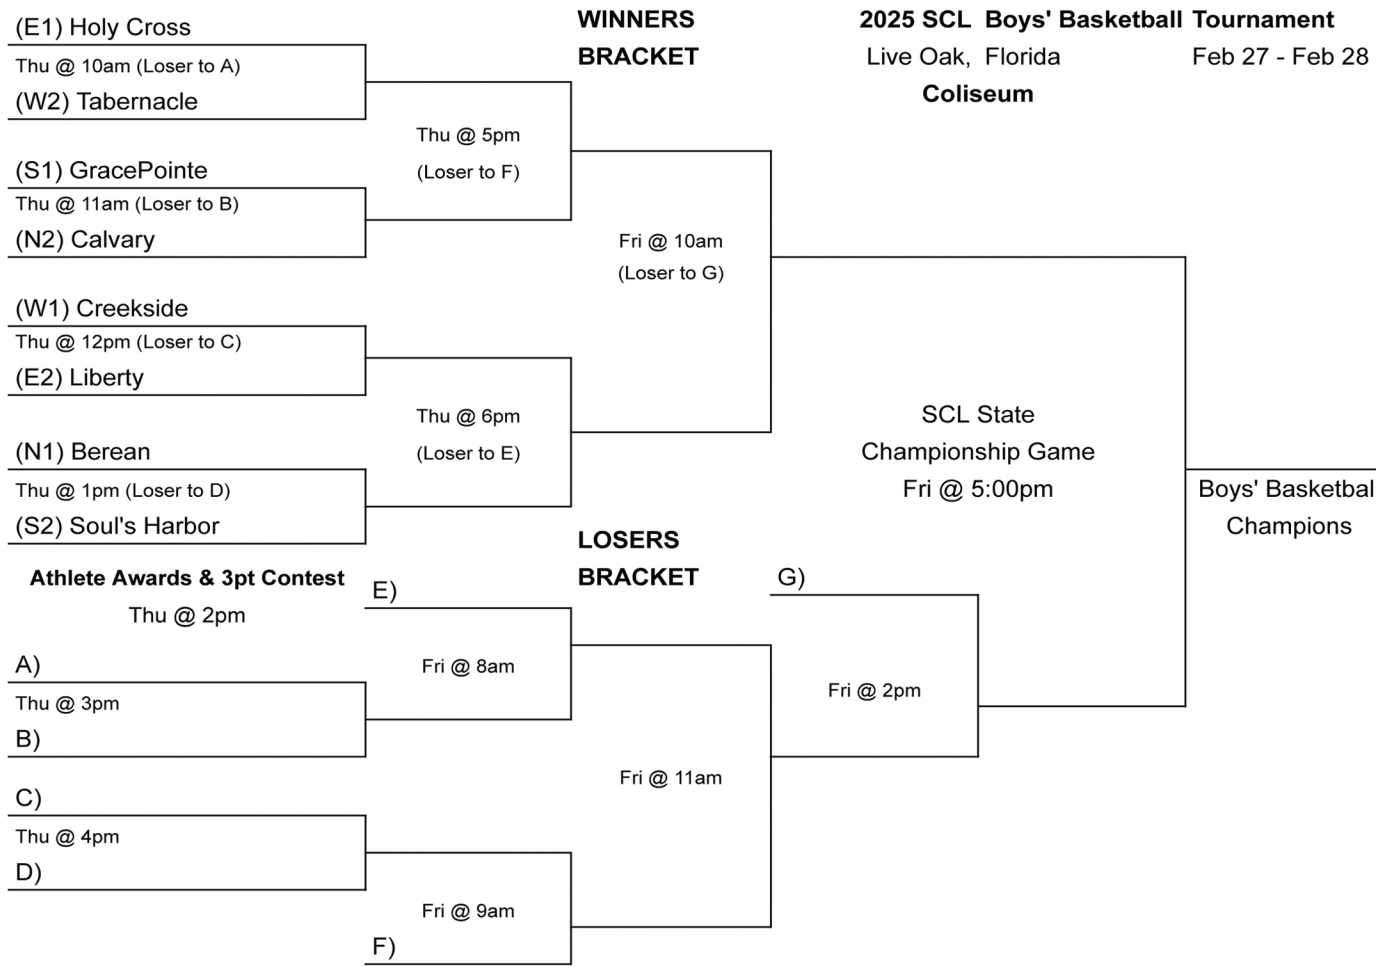 (E1) Holy Cross
WINNERS
2025 SCL Boys' Basketball Tournament
Thu @ 10am (Loser to A)
BRACKET
Live Oak, Florida
Feb 27 - Feb 28
(W2) Tabernacle
Coliseum
Thu @ 5pm
(S1) GracePointe
(Loser to F)
Thu @ 11am (Loser to B)
(N2) Calvary
Fri @ 10am
(Loser to G)
(W1) Creekside
Thu @ 12pm (Loser to C)
(E2) Liberty
Thu @ 6pm
SCL State
(N1) Berean
(Loser to E)
Championship Game
Thu @ 1pm (Loser to D)
Fri @ 5:00pm
Boys' Basketbal
(S2) Soul's Harbor
Champions
LOSERS
Athlete Awards & 3pt Contest
BRACKET
G)
E)
Thu @ 2pm
A)
Fri @ 8am
Thu @ 3pm
Fri @ 2pm
B)
Fri @ 11am
C)
Thu @ 4pm
D)
Fri @ 9am
F)